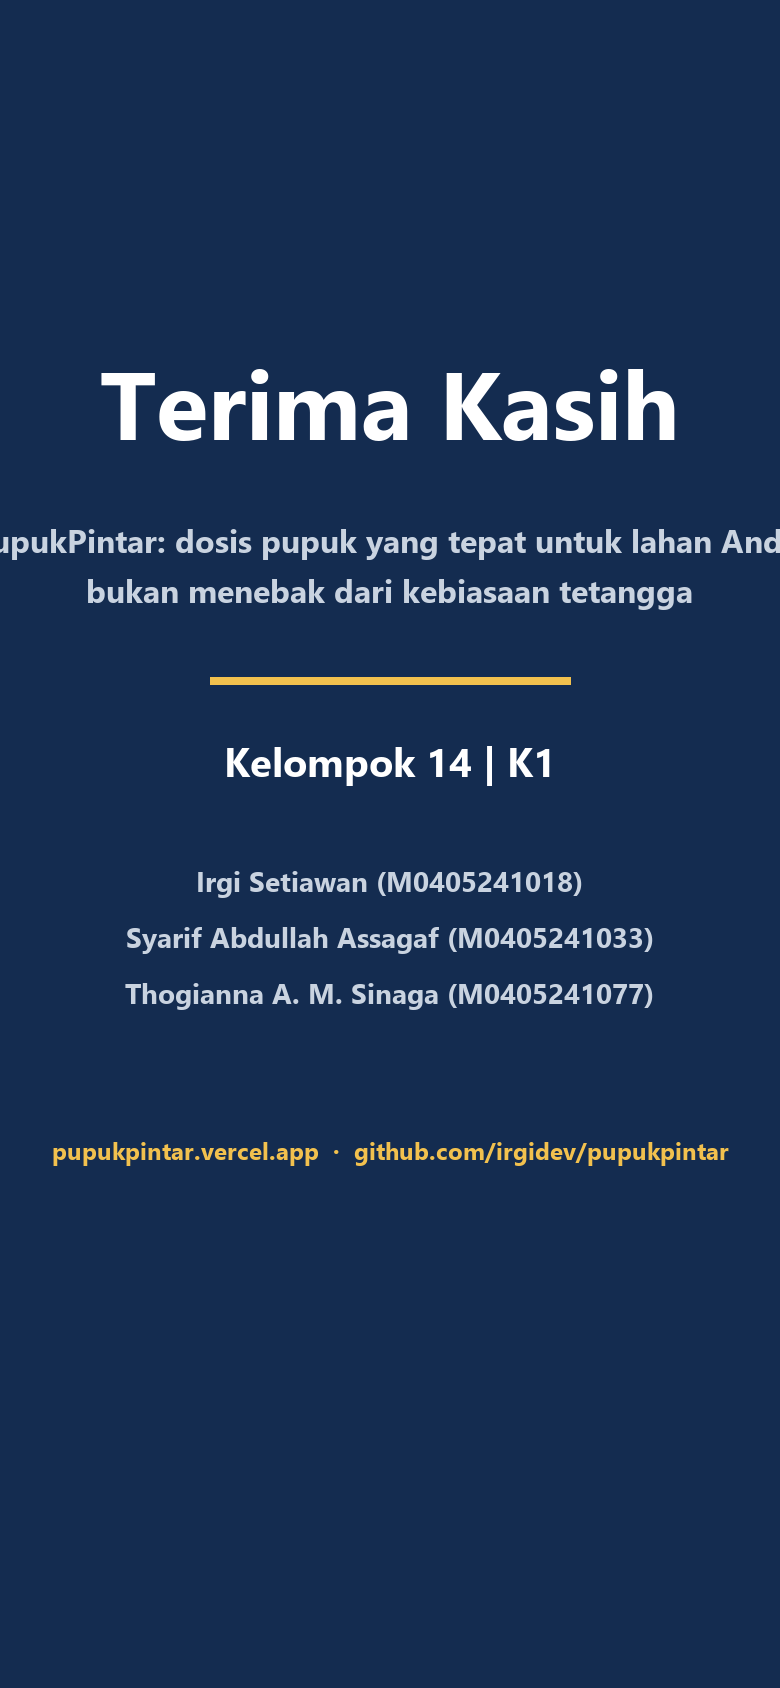 Terima Kasih
upukPintar: dosis pupuk yang tepat untuk lahan And
bukan menebak dari kebiasaan tetangga
Kelompok 14 | K1
Irgi Setiawan (M0405241018)
Syarif Abdullah Assagaf (M0405241033)
Thogianna A. M. Sinaga (M0405241077)
pupukpintar.vercel.app · github.com/irgidev/pupukpintar